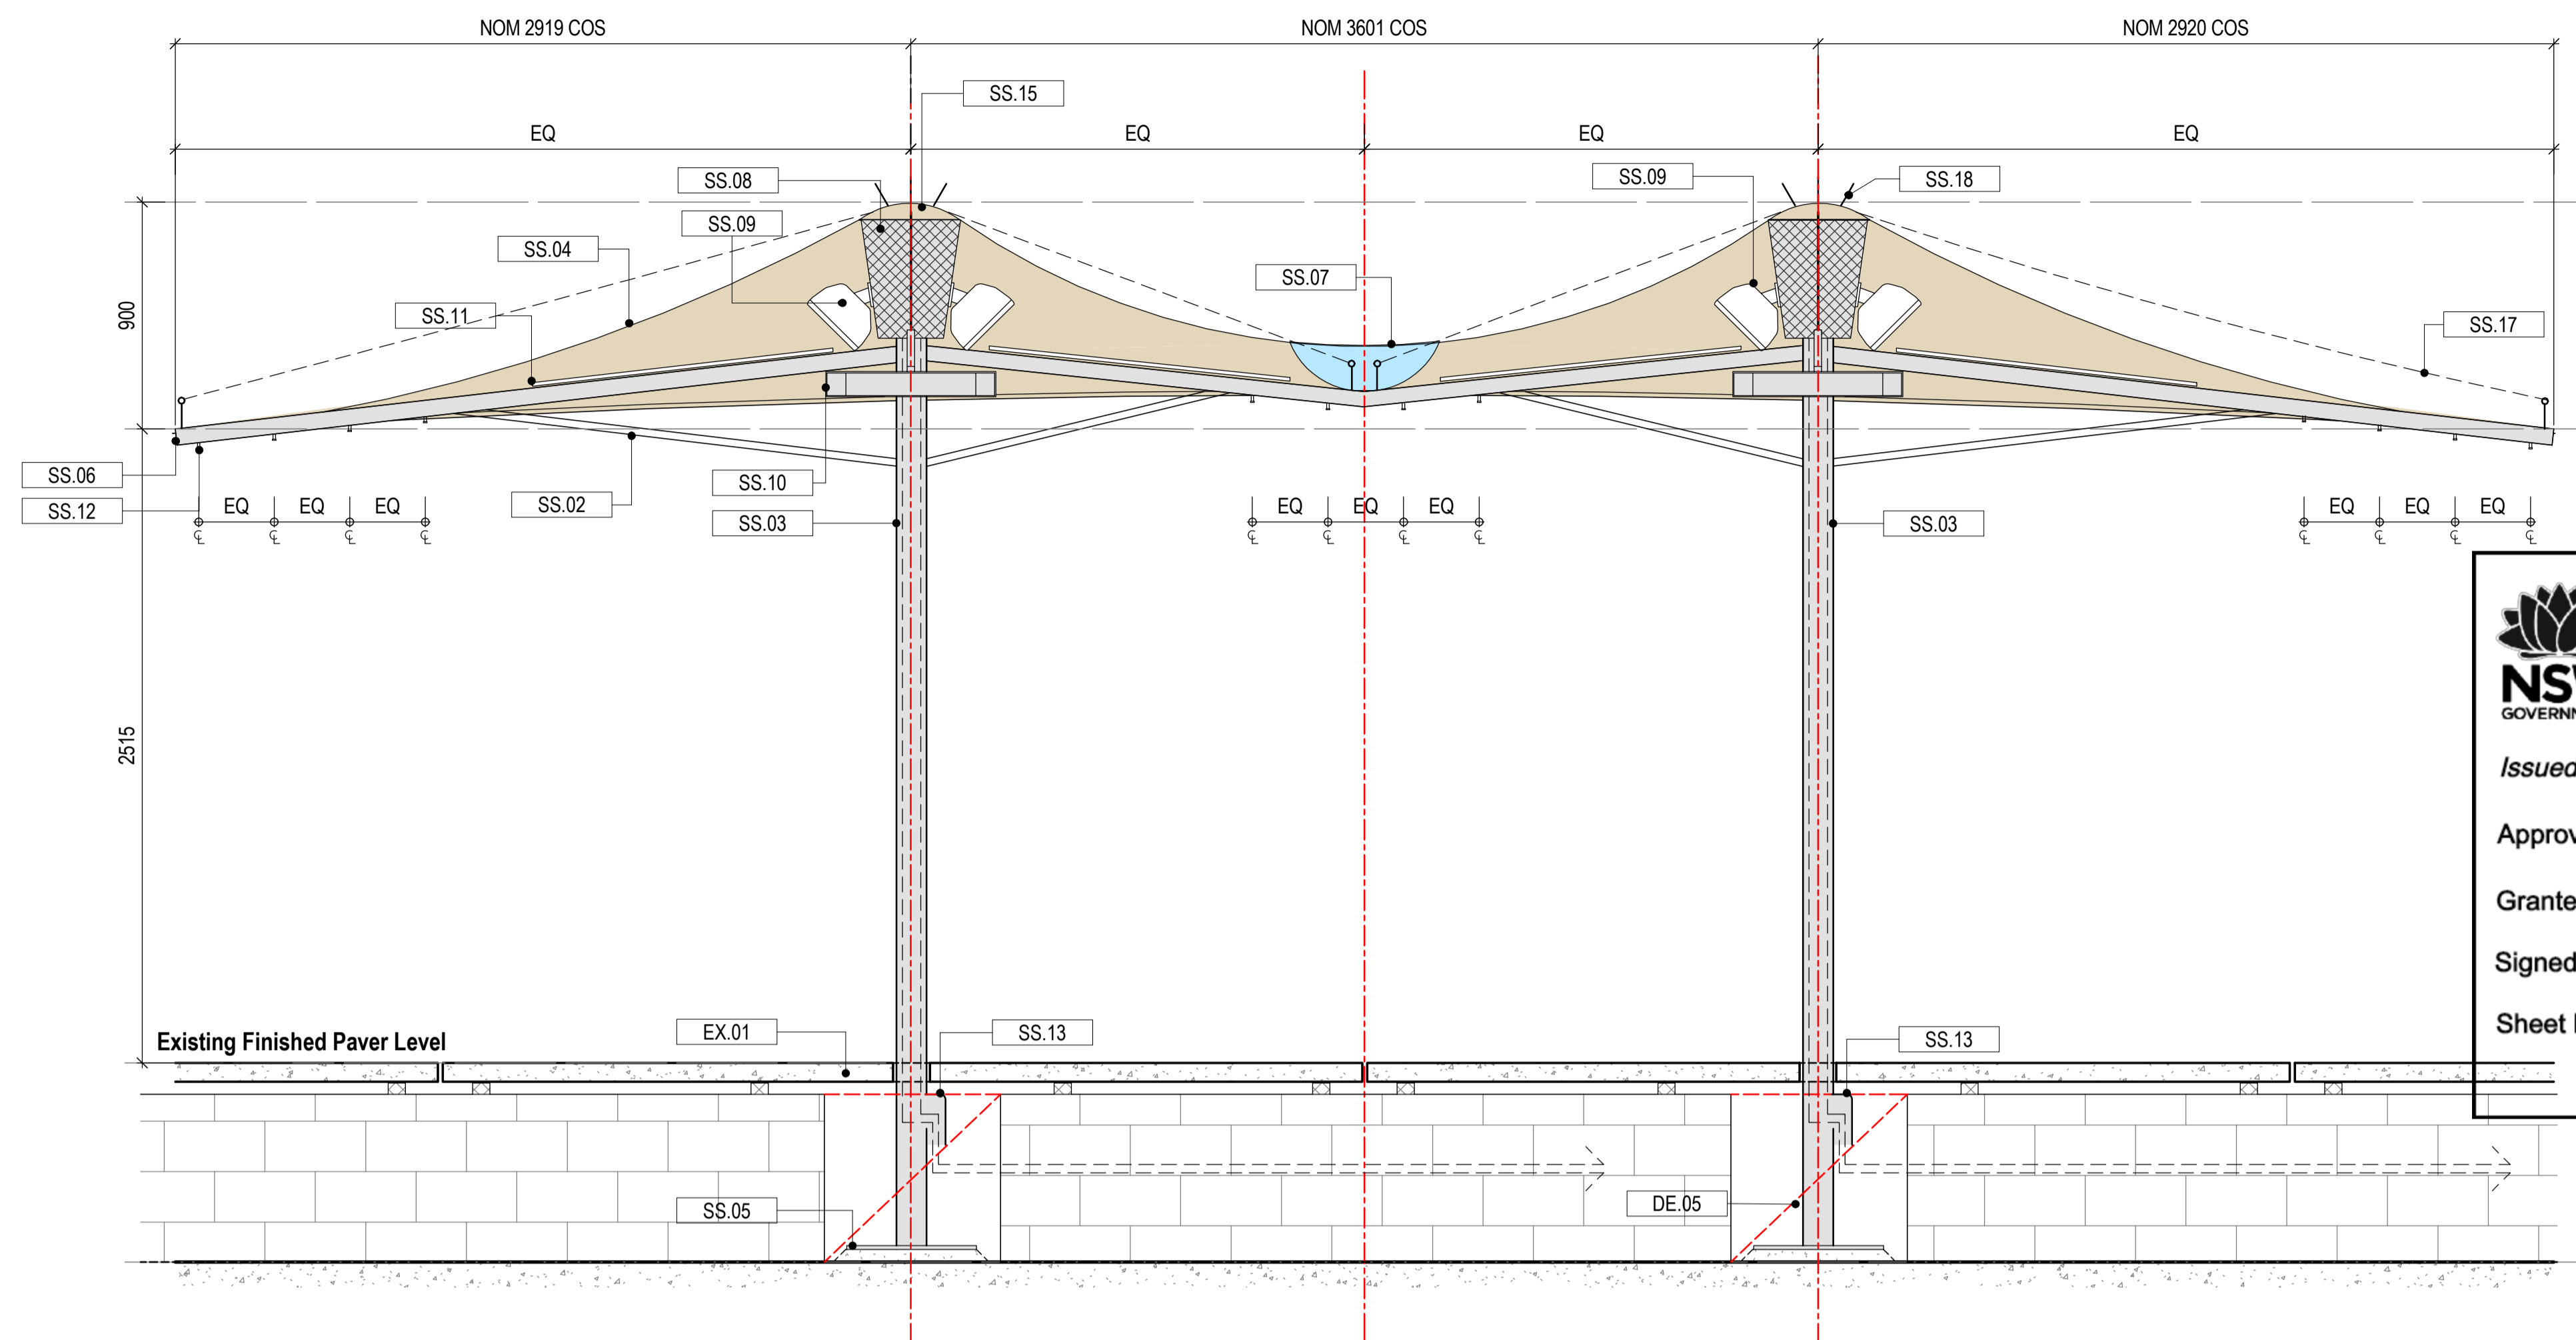 NOM 2919 COS
NOM 3601 COS
NOM 2920 COS
SS.15
EQ
EQ
EQ
EQ
SS.08
SS.09
SS.18
SS.09
SS.04
SS.07
SS.11
900
SS.17
SS.06
SS.10
SS.12
SS.02
EQ
EQ
EQ
SS.03
EQ
EQ
EQ
SS.03
EQ
EQ
EQ
℄
℄
℄
℄
℄
℄
℄
℄
℄
℄
℄
℄
NSW
GOVERNM
Issued
2515
Approv
Grante
Signed
Sheet
Existing Finished Paver Level
EX.01
SS.13
SS.13
SS.05
DE.05